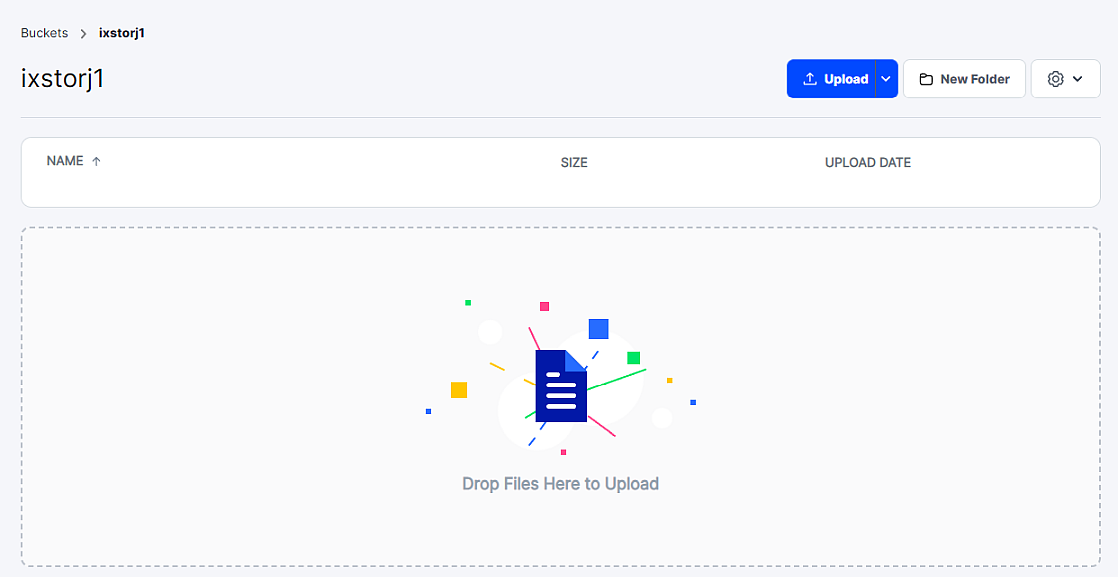 Buckets > ixstorj1
ixstorj1
Upload
New Folder
NAME ↑ SIZE UPLOAD DATE
Drop Files Here to Upload